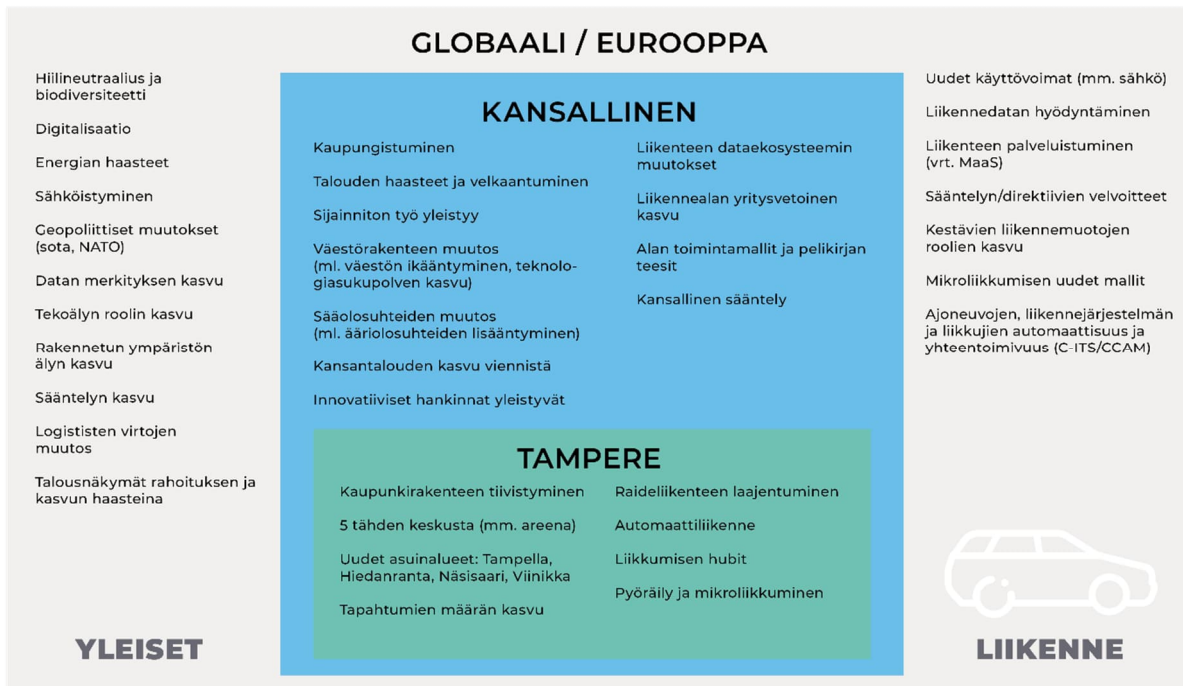 GLOBAALI / EUROOPPA
Hiilineutraalius ja
biodiversiteetti
Digitalisaatio
Energian haasteet
Sähköistyminen
Geopoliittiset muutokset
(sota, NATO)
Datan merkityksen kasvu
Tekoälyn roolin kasvu
Rakennetun ympäristön
älyn kasvu
Sääntelyn kasvu
Logististen virtojen
muutos
Talousnäkymät rahoituksen ja
kasvun haasteina
YLEISET
KANSALLINEN
Kaupungistuminen
Talouden haasteet ja velkaantuminen
Sijainniton työ yleistyy
Väestörakenteen muutos
(ml. väestön ikääntyminen, teknolo-
giasukupolven kasvu)
Sääolosuhteiden muutos
(ml. ääriolosuhteiden lisääntyminen)
Kansantalouden kasvu viennistä
Innovatiiviset hankinnat yleistyvät
Liikenteen dataekosysteemin
muutokset
Liikennealan yritysvetoinen
kasvu
Alan toimintamallit ja pelikirjan
teesit
Kansallinen sääntely
TAMPERE
Kaupunkirakenteen tiivistyminen
5 tähden keskusta (mm. areena)
Uudet asuinalueet: Tampella,
Hiedanranta, Näsisaari, Viinikka
Tapahtumien määrän kasvu
Raideliikenteen laajentuminen
Automaattiliikenne
Liikkumisen hubit
Pyöräily ja mikroliikkuminen
Uudet käyttövoimat (mm. sähkö)
Liikennedatan hyödyntäminen
Liikenteen palveluistuminen
(vrt. MaaS)
Sääntelyn/direktiivien velvoitteet
Kestävien liikennemuotojen
roolien kasvu
Mikroliikkumisen uudet mallit
Ajoneuvojen, liikennejärjestelmän
ja liikkujien automaattisuus ja
yhteentoimivuus (C-ITS/CCAM)
LIIKENNE